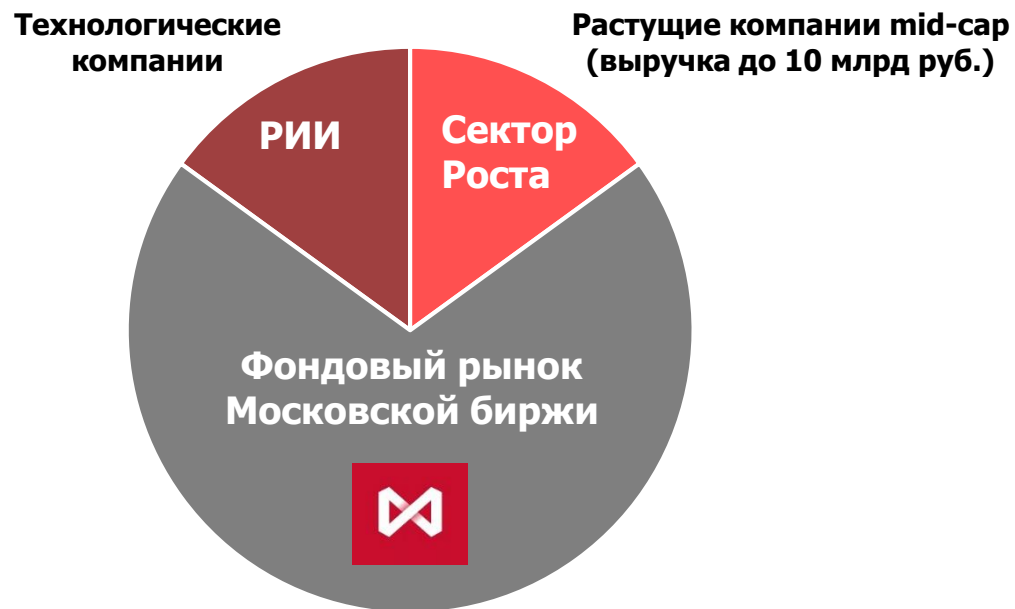 Технологические
компании
Растущие компании mid-cap
(выручка до 10 млрд руб.)
РИИ
Сектор
Роста
Фондовый рынок
Московской биржи